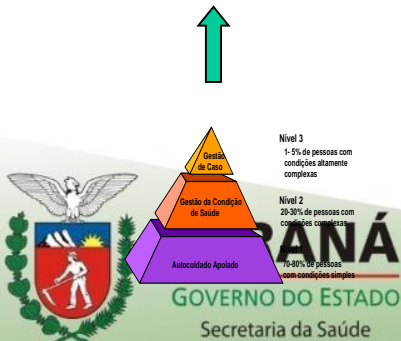 Nível 3
1- 5% de pessoas com
condições altamente
complexas
Gestão
de Caso
Nível 2
20-30% de pessoas com
condições complexas
Gestão da Condição
de Saúde
70-80% de pessoas
com condições simples
Autocuidado Apoiado
RANÁ
GOVERNO DO ESTADO
Secretaria da Saúde